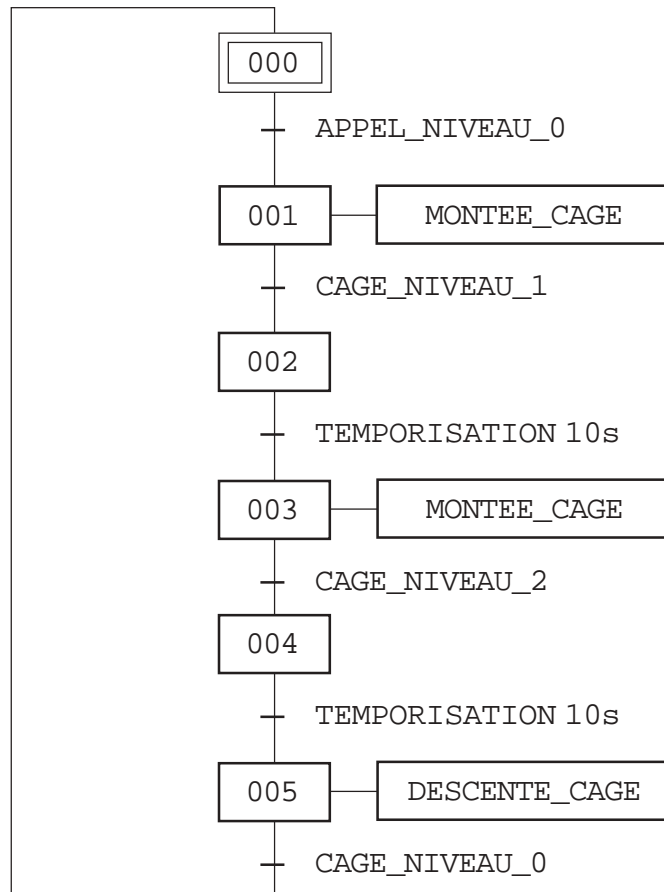 000
APPEL_NIVEAU_0
001 MONTEE_CAGE
CAGE_NIVEAU_1
002
TEMPORISATION 10s
003 MONTEE_CAGE
CAGE_NIVEAU_2
004
TEMPORISATION 10s
005 DESCENTE_CAGE
CAGE_NIVEAU_0